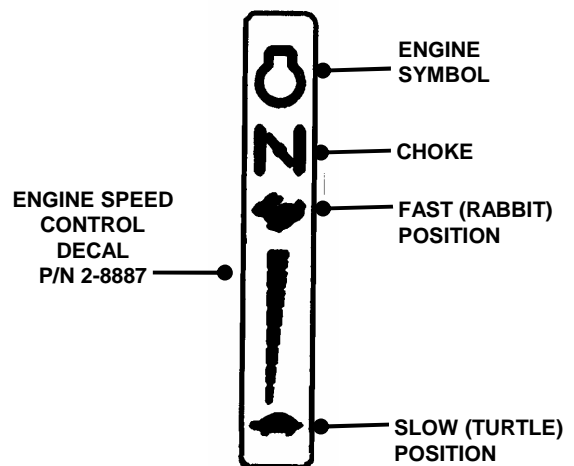 ENGINE
SYMBOL
CHOKE
ENGINE SPEED
CONTROL
DECAL
P/N 2-8887
FAST (RABBIT)
POSITION
SLOW (TURTLE)
POSITION